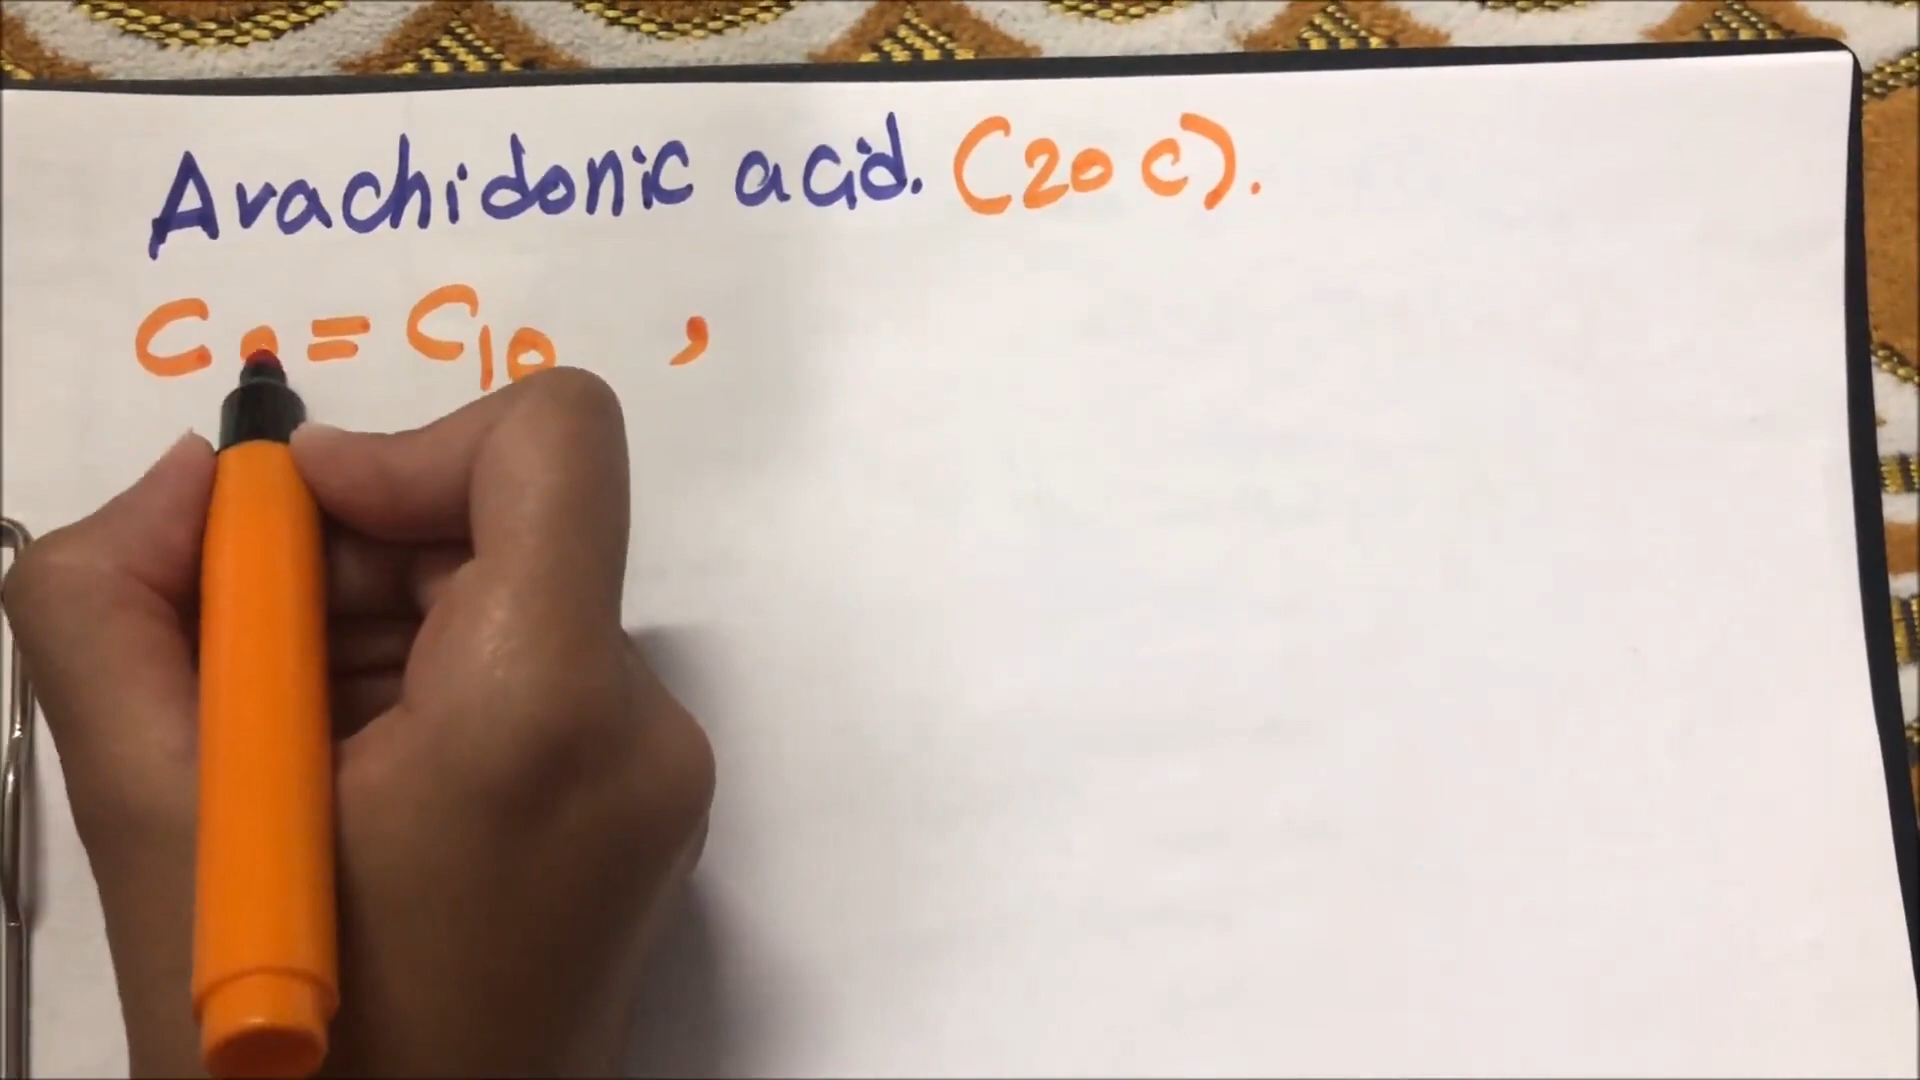 Arachidonic acid. (20 C).
C = C10 ,